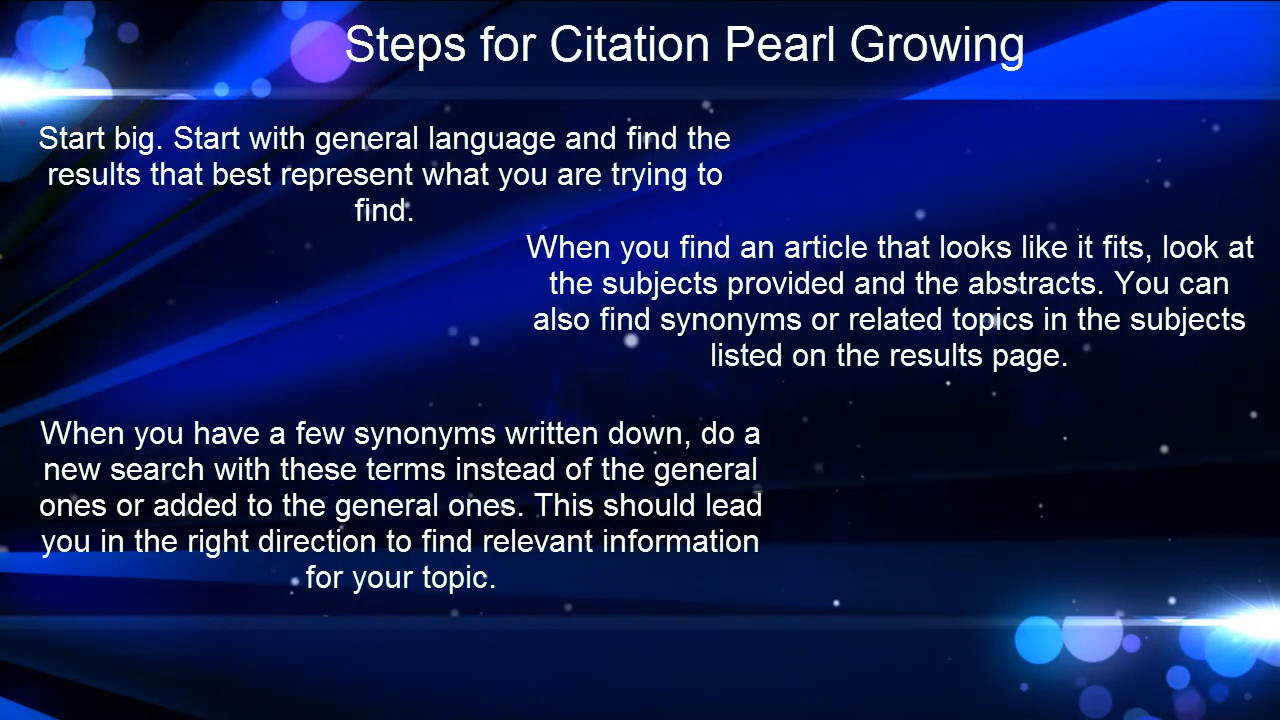 Steps for Citation Pearl Growing
Start big. Start with general language and find the
results that best represent what you are trying to
find.
When you find an article that looks like it fits, look at
the subjects provided and the abstracts. You can
also find synonyms or related topics in the subjects
listed on the results page.
When you have a few synonyms written down, do a
new search with these terms instead of the general
ones or added to the general ones. This should lead
you in the right direction to find relevant information
for your topic.